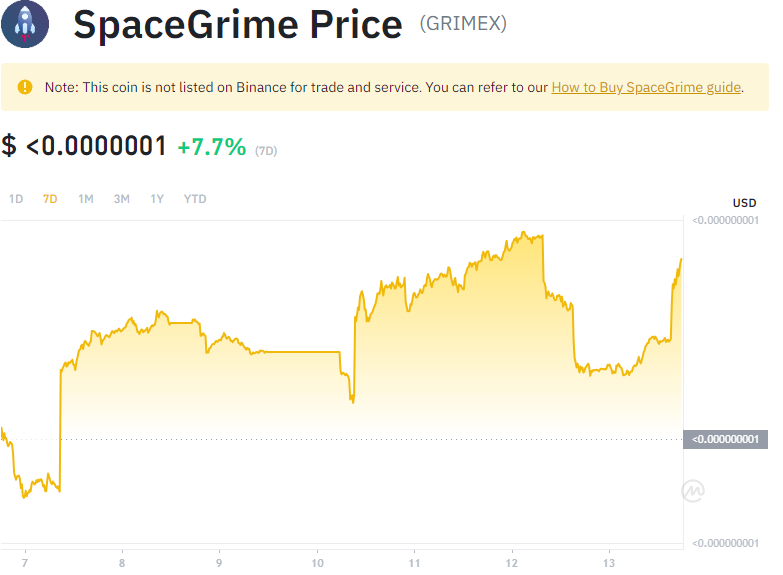 SpaceGrime Price (GRIMEX)
Note: This coin is not listed on Binance for trade and service. You can refer to our How to Buy SpaceGrime guide.
$ <0.0000001 +7.7% (7D)
1D 7D 1M 3M 1Y YTD
USD
<0.000000001
<0.000000001
<0.000000001
7 8 9 10 11 12 13